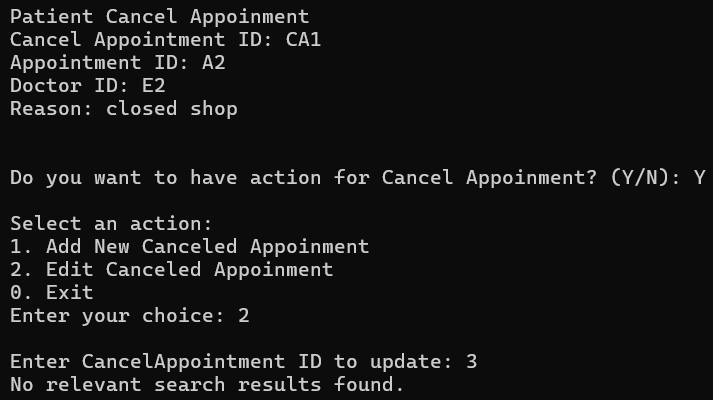 Patient Cancel Appoinment
Cancel Appointment ID: CA1
Appointment ID: A2
Doctor ID: E2
Reason: closed shop
Do you want to have action for Cancel Appoinment? (Y/N): Y
Select an action:
1. Add New Canceled Appoinment
2. Edit Canceled Appoinment
0. Exit
Enter your choice: 2
Enter CancelAppointment ID to update: 3
No relevant search results found.